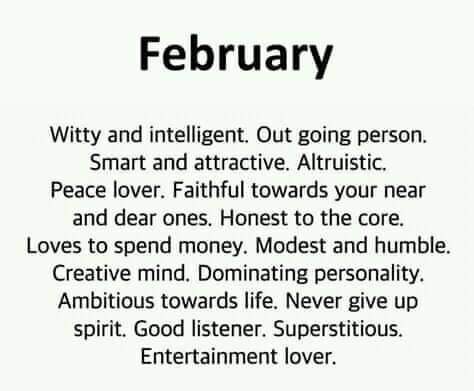 February
Witty and intelligent. Out going person.
Smart and attractive. Altruistic.
Peace lover. Faithful towards your near
and dear ones. Honest to the core.
Loves to spend money. Modest and humble.
Creative mind. Dominating personality.
Ambitious towards life. Never give up
spirit. Good listener. Superstitious.
Entertainment lover.